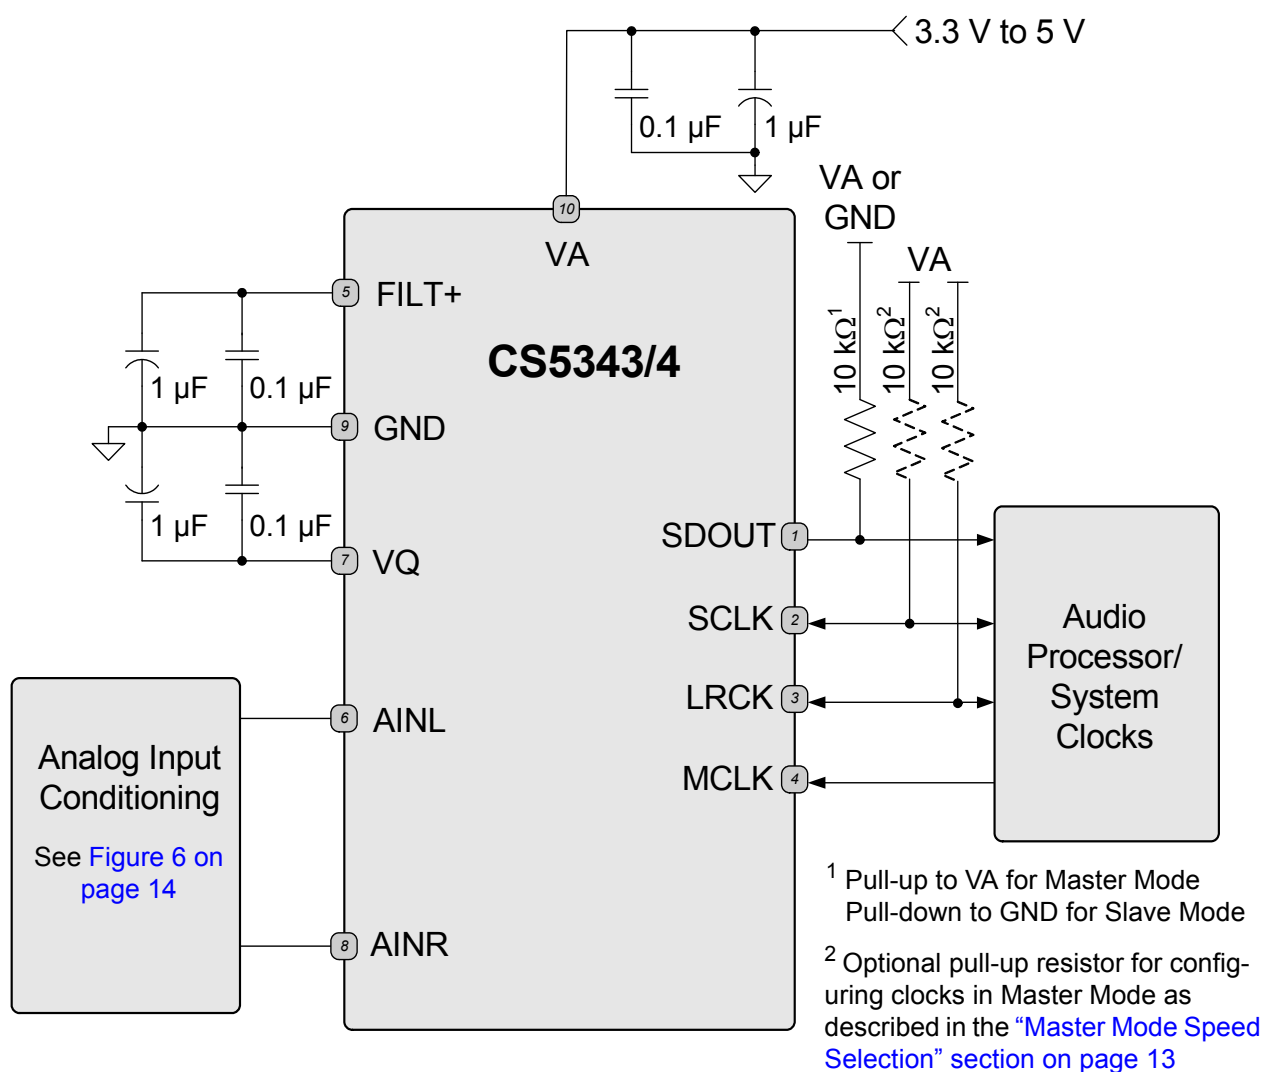 3.3 V to 5 V
0.1 µF
1 µF
VA or
GND
VA
10
VA
5
FILT+
CS5343/4
10 kΩ1
10 kΩ2
10 kΩ2
1 µF
0.1 µF
9
GND
1 µF
0.1 µF
7
VQ
SDOUT
1
SCLK
2
LRCK
3
MCLK
4
Audio
Processor/
System
Clocks
6
AINL
Analog Input
Conditioning
See Figure 6 on
page 14
8
AINR
1 Pull-up to VA for Master Mode
Pull-down to GND for Slave Mode
2 Optional pull-up resistor for config-
uring clocks in Master Mode as
described in the “Master Mode Speed
Selection” section on page 13